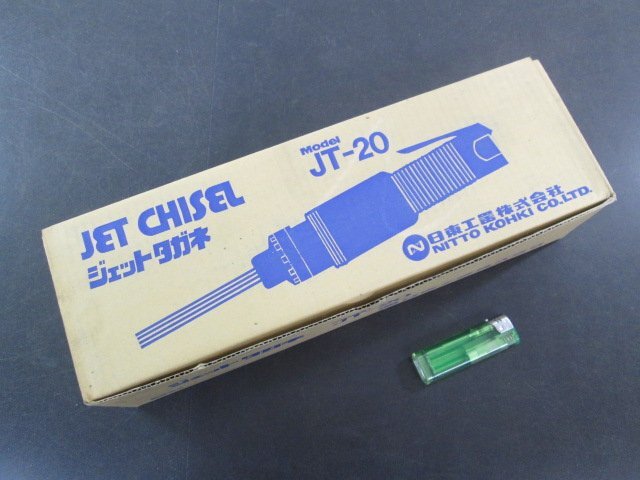 JET CHISEL
ジェットタガネ
Model
JT-20
N
日東工器株式会社
NITTO KOHKI CO.,LTD.